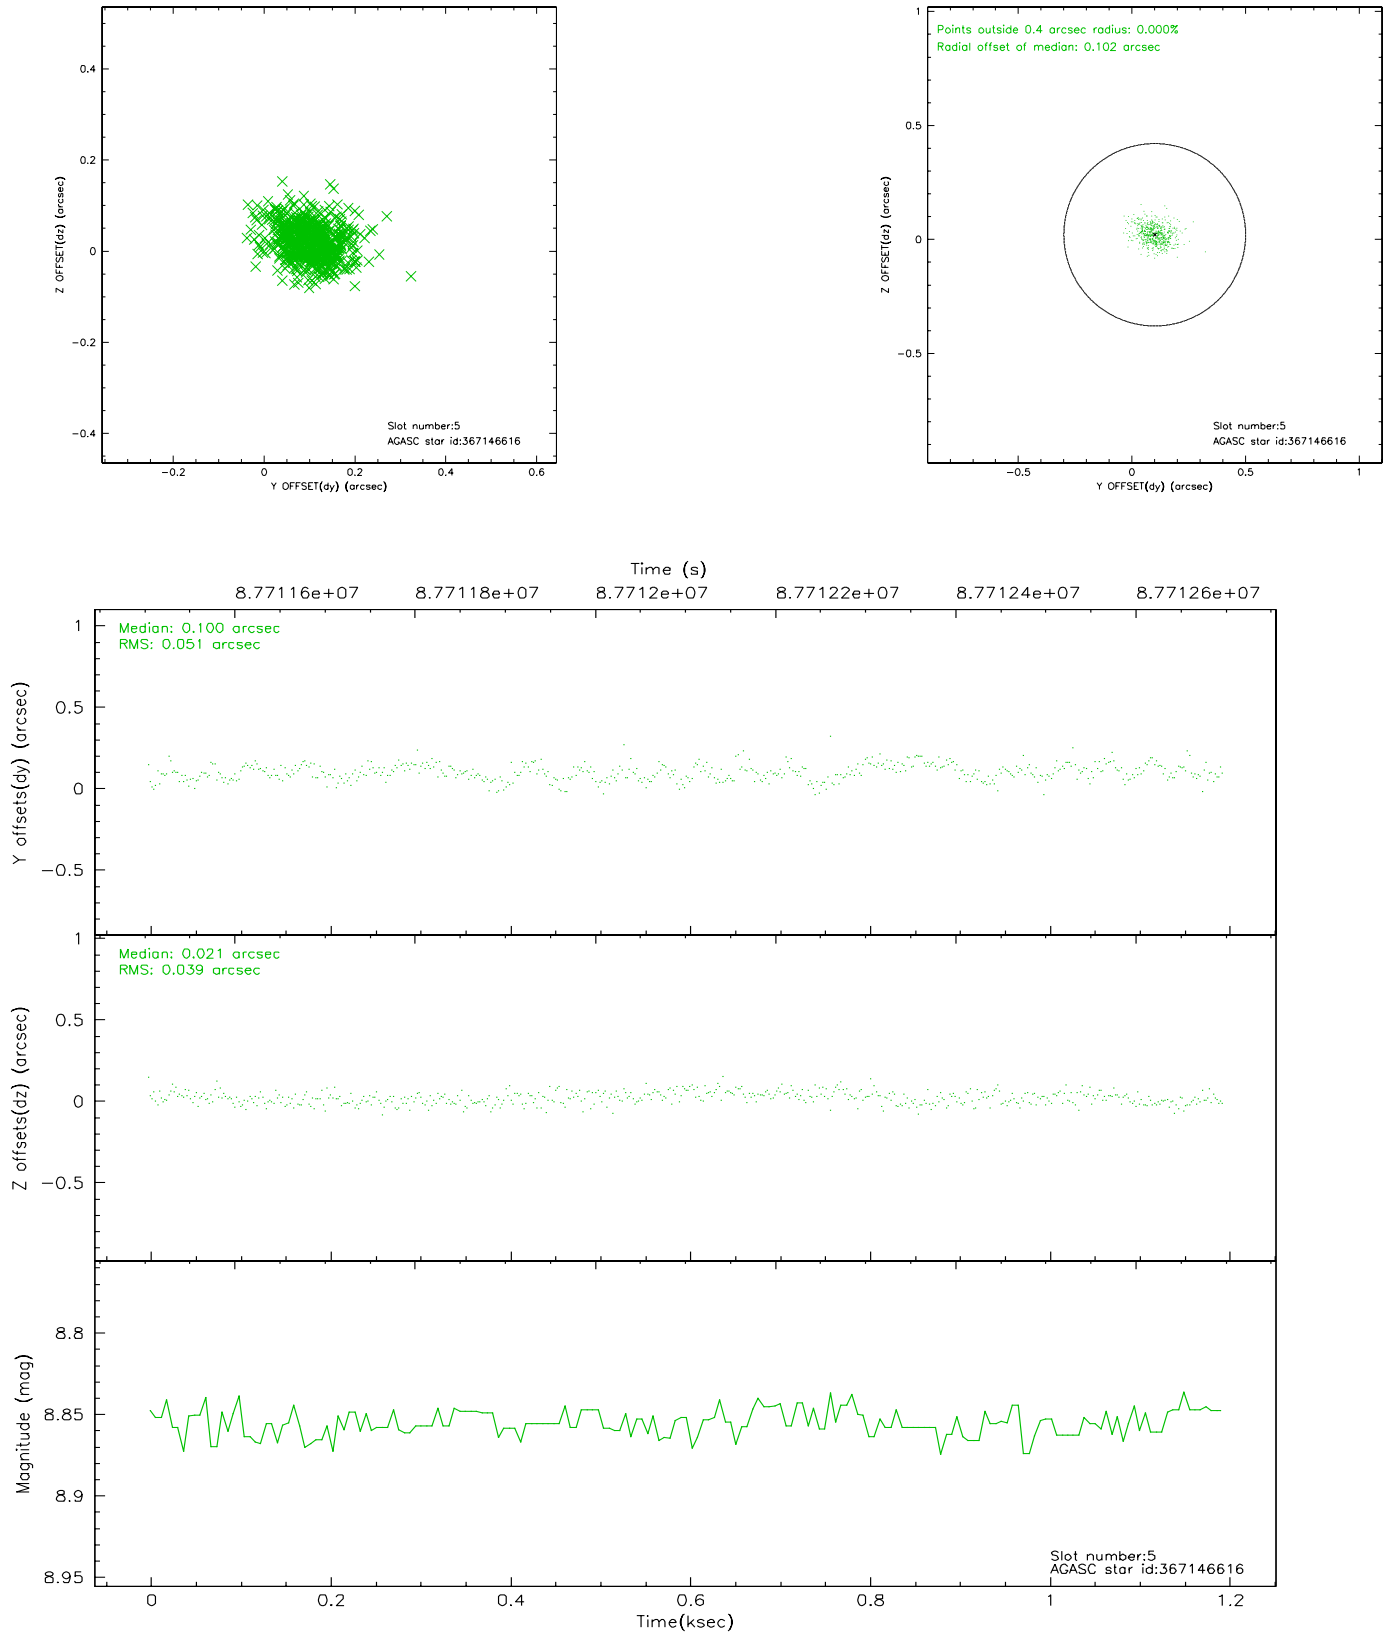 0.4
0.2
0
−0.2
−0.4
Z OFFSET(dz) (arcsec)
Slot number:5
AGASC star id:367146616
−0.2 0 0.2 0.4 0.6
Y OFFSET(dy) (arcsec)
1
0.5
0
−0.5
Z OFFSET(dz) (arcsec)
Points outside 0.4 arcsec radius: 0.000%
Radial offset of median: 0.102 arcsec
Slot number:5
AGASC star id:367146616
−0.5 0 0.5 1
Y OFFSET(dy) (arcsec)
Time (s)
8.77116e+07 8.77118e+07 8.7712e+07 8.77122e+07 8.77124e+07 8.77126e+07
Median: 0.100 arcsec
RMS: 0.051 arcsec
1
0.5
0
−0.5
Y offsets(dy) (arcsec)
Median: 0.021 arcsec
RMS: 0.039 arcsec
1
0.5
0
−0.5
Z offsets(dz) (arcsec)
8.8
8.85
8.9
8.95
Magnitude (mag)
Slot number:5
AGASC star id:367146616
0 0.2 0.4 0.6 0.8 1 1.2
Time(ksec)